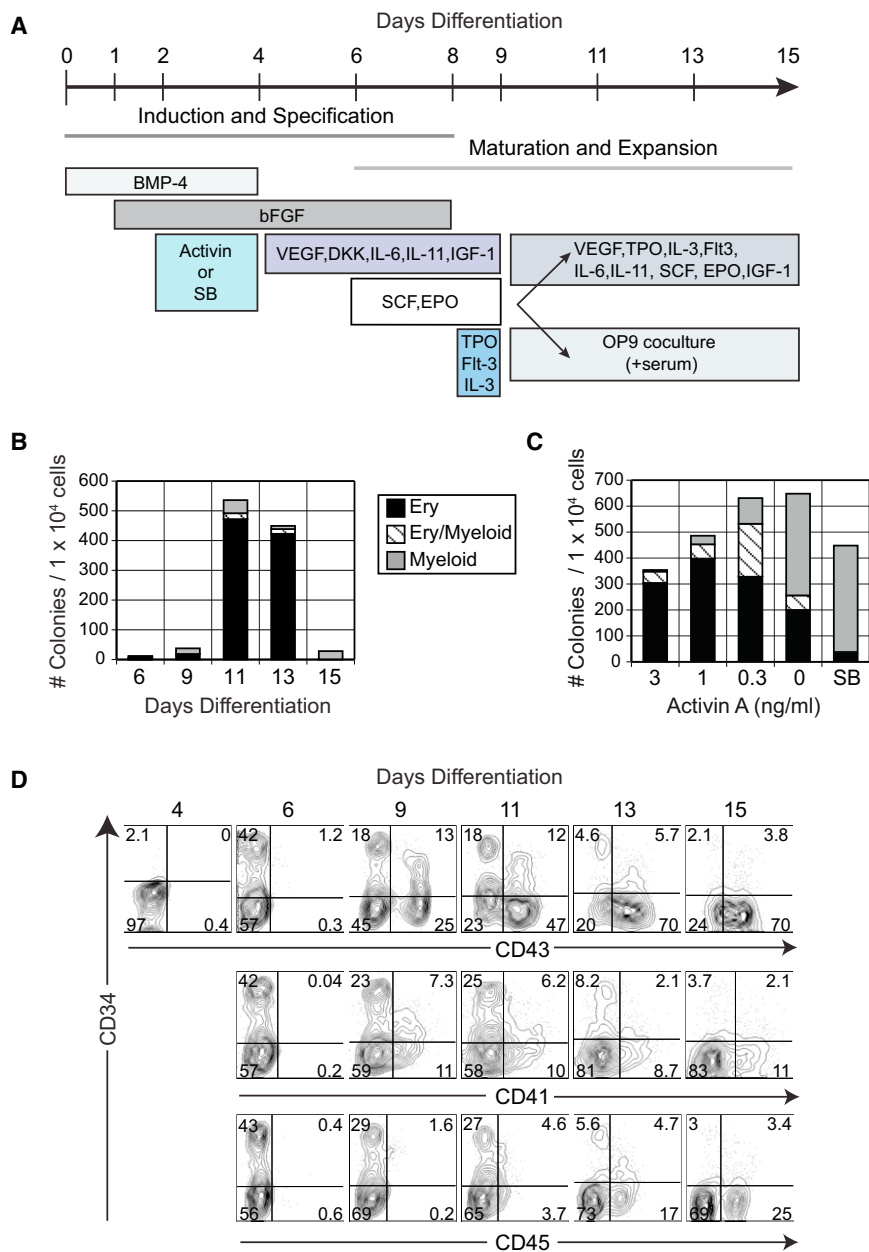 A
Days Differentiation
0 1 2 4 6 8 9 11 13 15
Induction and Specification
Maturation and Expansion
BMP-4
bFGF
Activin
or
SB
VEGF,DKK,IL-6,IL-11,IGF-1
VEGF,TPO,IL-3,Flt3,
IL-6,IL-11, SCF, EPO,IGF-1
SCF,EPO
TPO
Flt-3
IL-3
OP9 coculture
(+serum)
B
# Colonies / 1 x 10⁴ cells
600
500
400
300
200
100
0
6 9 11 13 15
Days Differentiation
Ery
Ery/Myeloid
Myeloid
C
# Colonies / 1 x 10⁴ cells
700
600
500
400
300
200
100
0
3 1 0.3 0 SB
Activin A (ng/ml)
D
Days Differentiation
4 6 9 11 13 15
CD34
2.1 0 42 1.2 18 13 18 12 4.6 5.7 2.1 3.8
97 0.4 57 0.3 45 25 23 47 20 70 24 70
CD43
42 0.04 23 7.3 25 6.2 8.2 2.1 3.7 2.1
57 0.2 59 11 58 10 81 8.7 83 11
CD41
43 0.4 29 1.6 27 4.6 5.6 4.7 3 3.4
56 0.6 69 0.2 65 3.7 73 17 69 25
CD45